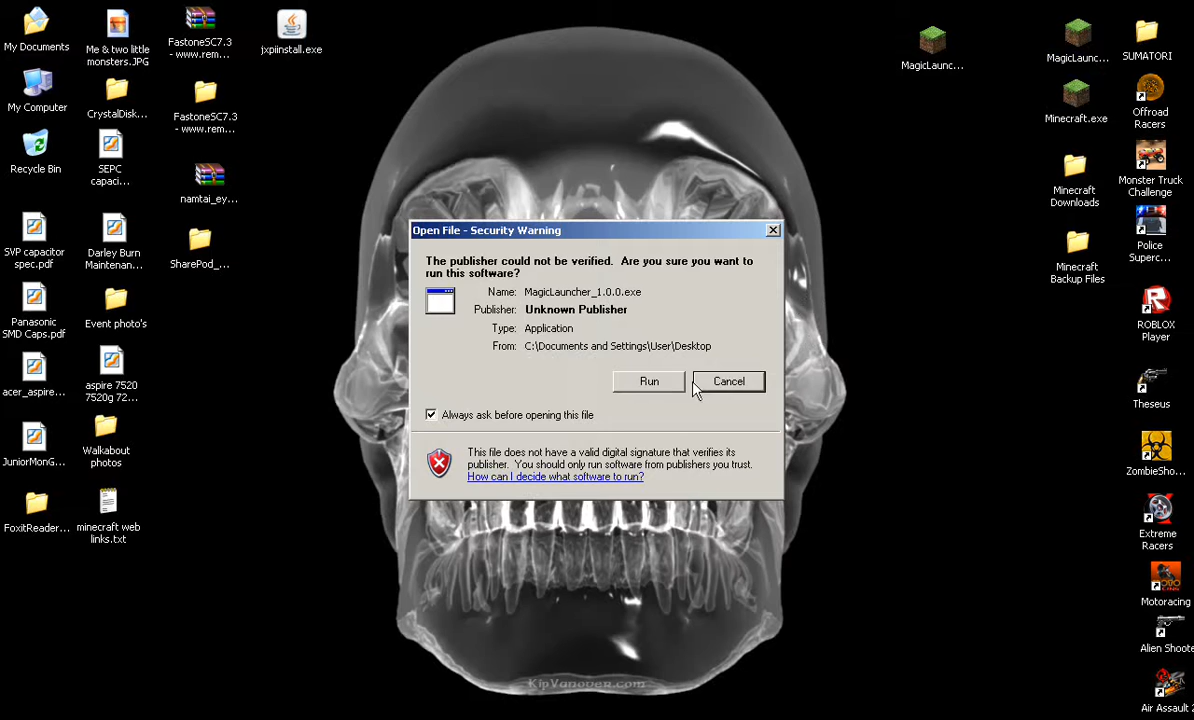 My Documents
Me & two little
monsters.JPG
FastoneSC7.3
- www.rem...
jxpiinstall.exe
MagicLaunc...
MagicLaunc...
SUMATORI
My Computer
CrystalDisk...
FastoneSC7.3
- www.rem...
Minecraft.exe
Offroad
Racers
Recycle Bin
SEPC
capaci...
namtai_ey...
Minecraft
Downloads
Monster Truck
Challenge
SVP capacitor
spec.pdf
Darley Burn
Maintenan...
SharePod_...
Minecraft
Backup Files
Police
Superc...
Open File - Security Warning
The publisher could not be verified.  Are you sure you want to
run this software?
Name: MagicLauncher_1.0.0.exe
Publisher: Unknown Publisher
Type: Application
From: C:\Documents and Settings\User\Desktop
Run
Cancel
Always ask before opening this file
This file does not have a valid digital signature that verifies its
publisher.  You should only run software from publishers you trust.
How can I decide what software to run?
Panasonic
SMD Caps.pdf
Event photo's
ROBLOX
Player
acer_aspire...
aspire 7520
7520g 72...
Theseus
JuniorMonG...
Walkabout
photos
ZombieSho...
FoxitReader...
minecraft web
links.txt
Extreme
Racers
Motoracing
Alien Shoote
Air Assault 2
KipVanover.com